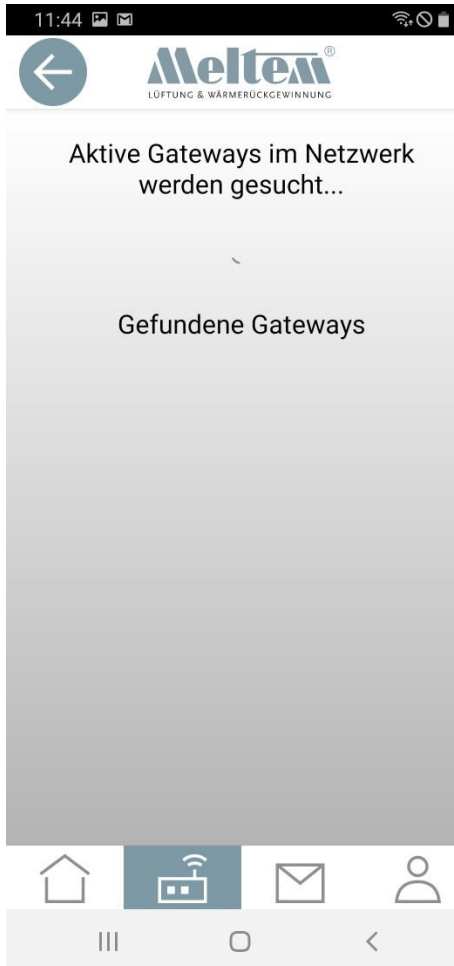 11:44
Meltem®
LÜFTUNG & WÄRMERÜCKGEWINNUNG
Aktive Gateways im Netzwerk
werden gesucht...
Gefundene Gateways